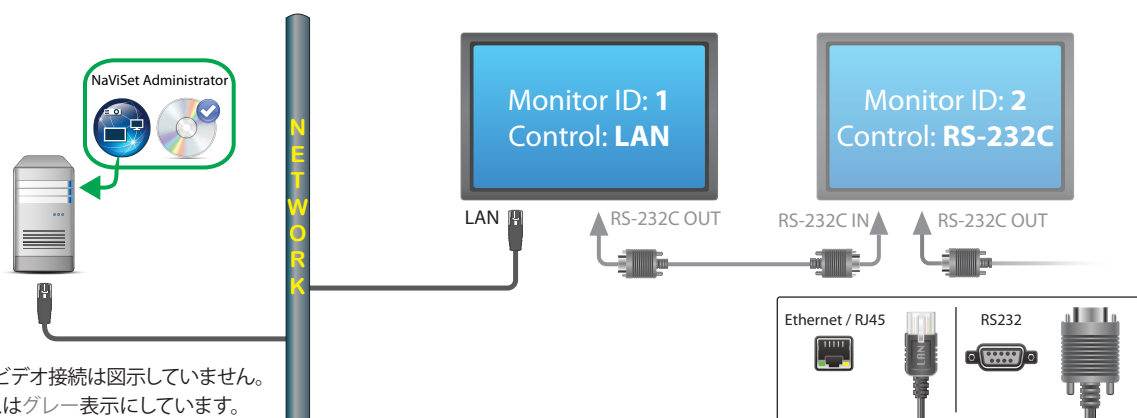 NaViSet Administrator
NETWORK
Monitor ID: 1
Control: LAN
Monitor ID: 2
Control: RS-232C
LAN
RS-232C OUT
RS-232C IN
RS-232C OUT
Ethernet / RJ45
LAN
RS232
ビデオ接続は図示していません。
はグレー表示にしています。